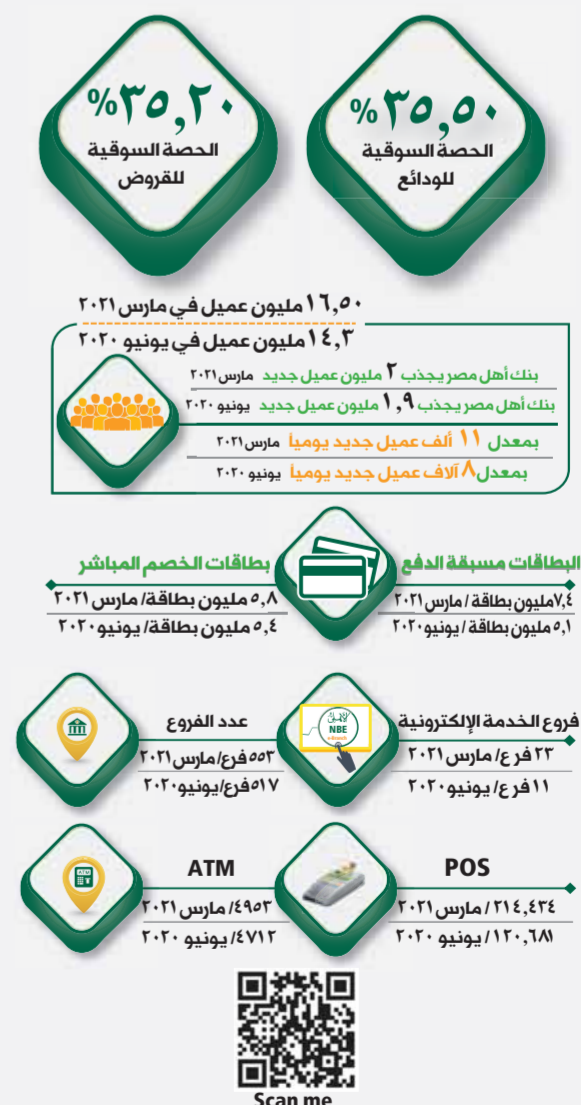 %٣٥,٥٠
الحصة السوقية
للودائع
%٣٥,٢٠
الحصة السوقية
للقروض
١٦,٥٠ مليون عميل في مارس ٢٠٢١
١٤,٣ مليون عميل في يونيو ٢٠٢٠
بنك أهل مصر يجذب ٢ مليون عميل جديد مارس ٢٠٢١
بنك أهل مصر يجذب ١,٩ مليون عميل جديد يونيو ٢٠٢٠
بمعدل ١١ ألف عميل جديد يومياً مارس ٢٠٢١
بمعدل ٨ آلاف عميل جديد يومياً يونيو ٢٠٢٠
البطاقات مسبقة الدفع
٧,٤ مليون بطاقة / مارس ٢٠٢١
٥,١ مليون بطاقة / يونيو ٢٠٢٠
بطاقات الخصم المباشر
٥,٨ مليون بطاقة/ مارس ٢٠٢١
٥,٤ مليون بطاقة/ يونيو ٢٠٢٠
فروع الخدمة الإلكترونية
NBE
e-Branch
٢٣ فرع/ مارس ٢٠٢١
١١ فرع/ يونيو ٢٠٢٠
عدد الفروع
٥٥٣ فرع/ مارس ٢٠٢١
٥١٧ فرع/ يونيو ٢٠٢٠
POS
٢١٤,٤٣٤ / مارس ٢٠٢١
١٢٠,٦٨١ / يونيو ٢٠٢٠
ATM
ATM
٤٩٥٣/ مارس ٢٠٢١
٤٧١٢/ يونيو ٢٠٢٠
Scan me